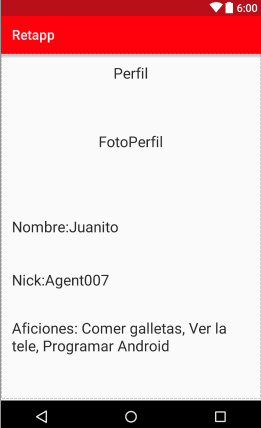 6:00
Retapp
Perfil
FotoPerfil
Nombre:Juanito
Nick:Agent007
Aficiones: Comer galletas, Ver la
tele, Programar Android